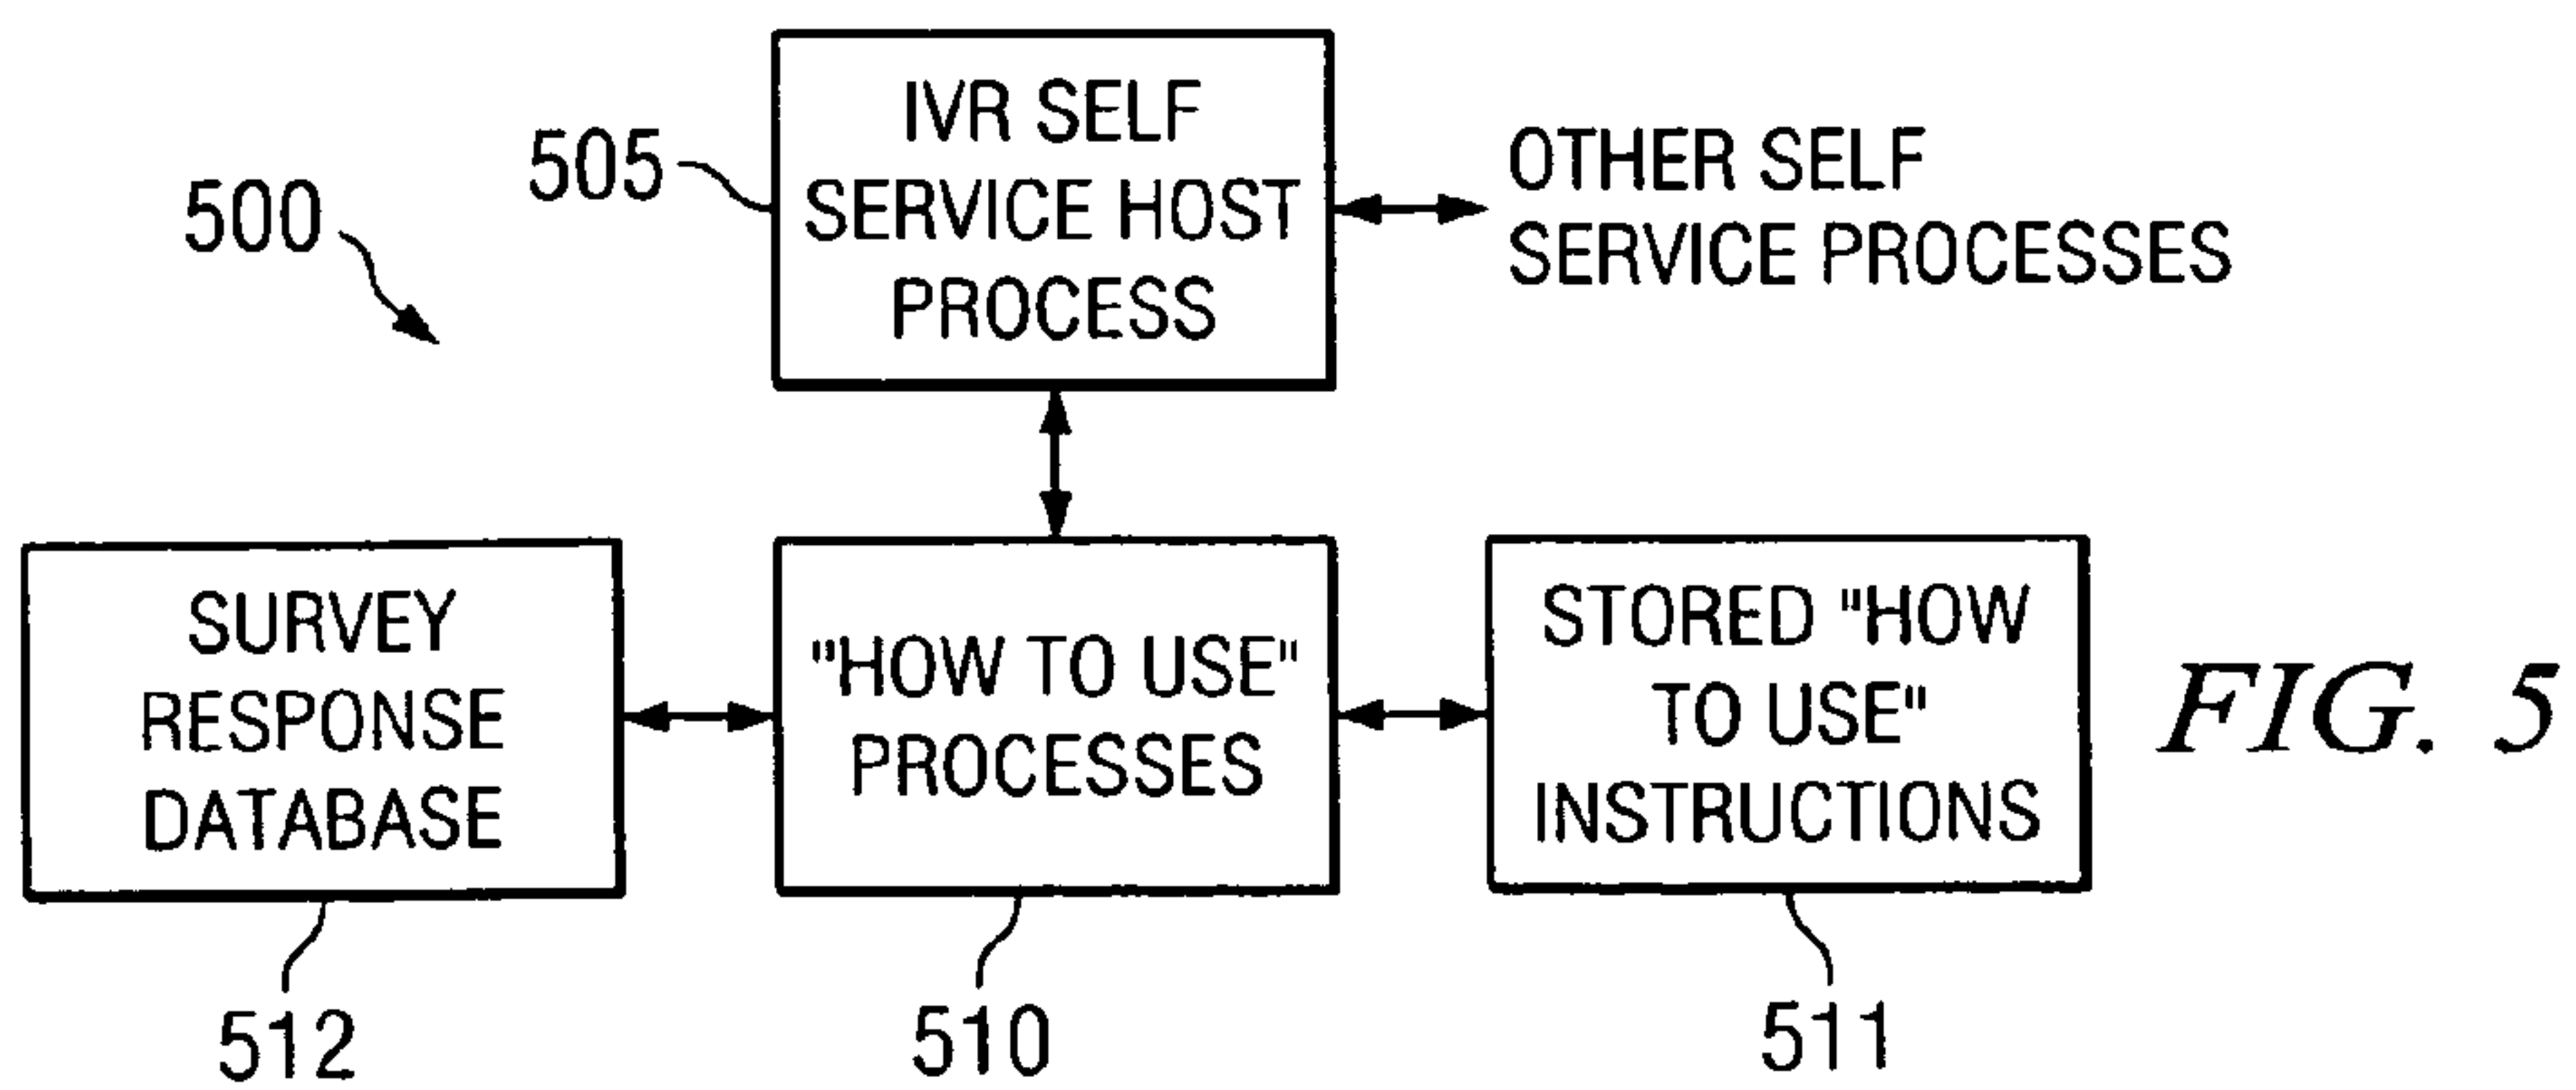 500
505
IVR SELF
SERVICE HOST
PROCESS
OTHER SELF
SERVICE PROCESSES
SURVEY
RESPONSE
DATABASE
512
"HOW TO USE"
PROCESSES
510
STORED "HOW
TO USE"
INSTRUCTIONS
511
FIG. 5